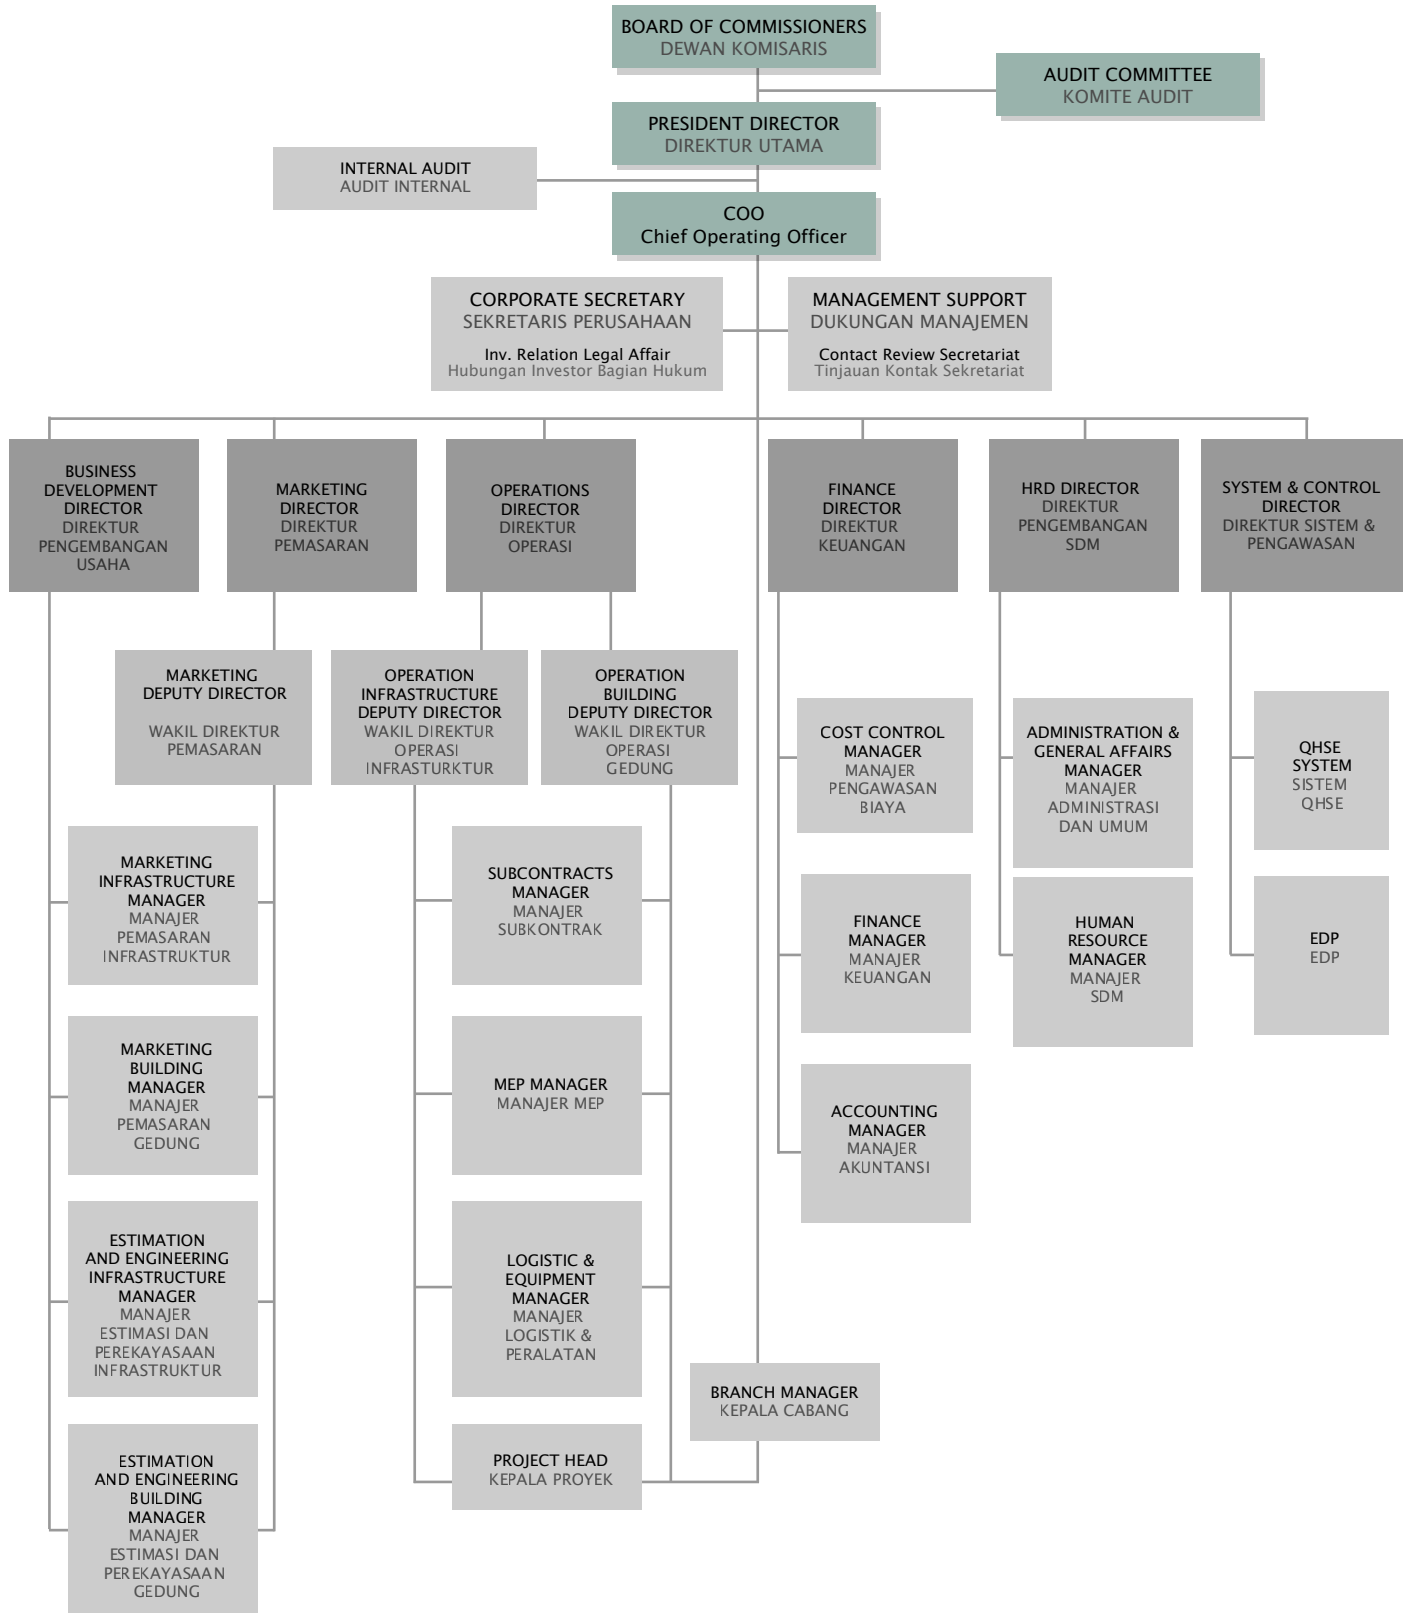 BOARD OF COMMISSIONERS
DEWAN KOMISARIS
AUDIT COMMITTEE
KOMITE AUDIT
PRESIDENT DIRECTOR
DIREKTUR UTAMA
INTERNAL AUDIT
AUDIT INTERNAL
COO
Chief Operating Officer
CORPORATE SECRETARY
SEKRETARIS PERUSAHAAN
Inv. Relation Legal Affair
Hubungan Investor Bagian Hukum
MANAGEMENT SUPPORT
DUKUNGAN MANAJEMEN
Contact Review Secretariat
Tinjauan Kontak Sekretariat
BUSINESS
DEVELOPMENT
DIRECTOR
DIREKTUR
PENGEMBANGAN
USAHA
MARKETING
DIRECTOR
DIREKTUR
PEMASARAN
OPERATIONS
DIRECTOR
DIREKTUR
OPERASI
FINANCE
DIRECTOR
DIREKTUR
KEUANGAN
HRD DIRECTOR
DIREKTUR
PENGEMBANGAN
SDM
SYSTEM & CONTROL
DIRECTOR
DIREKTUR SISTEM &
PENGAWASAN
MARKETING
DEPUTY DIRECTOR
WAKIL DIREKTUR
PEMASARAN
OPERATION
INFRASTRUCTURE
DEPUTY DIRECTOR
WAKIL DIREKTUR
OPERASI
INFRASTURKTUR
OPERATION
BUILDING
DEPUTY DIRECTOR
WAKIL DIREKTUR
OPERASI
GEDUNG
COST CONTROL
MANAGER
MANAJER
PENGAWASAN
BIAYA
ADMINISTRATION &
GENERAL AFFAIRS
MANAGER
MANAJER
ADMINISTRASI
DAN UMUM
QHSE
SYSTEM
SISTEM
QHSE
MARKETING
INFRASTRUCTURE
MANAGER
MANAJER
PEMASARAN
INFRASTRUKTUR
SUBCONTRACTS
MANAGER
MANAJER
SUBKONTRAK
FINANCE
MANAGER
MANAJER
KEUANGAN
HUMAN
RESOURCE
MANAGER
MANAJER
SDM
EDP
EDP
MARKETING
BUILDING
MANAGER
MANAJER
PEMASARAN
GEDUNG
MEP MANAGER
MANAJER MEP
ACCOUNTING
MANAGER
MANAJER
AKUNTANSI
ESTIMATION
AND ENGINEERING
INFRASTRUCTURE
MANAGER
MANAJER
ESTIMASI DAN
PEREKAYASAAN
INFRASTRUKTUR
LOGISTIC &
EQUIPMENT
MANAGER
MANAJER
LOGISTIK &
PERALATAN
BRANCH MANAGER
KEPALA CABANG
ESTIMATION
AND ENGINEERING
BUILDING
MANAGER
MANAJER
ESTIMASI DAN
PEREKAYASAAN
GEDUNG
PROJECT HEAD
KEPALA PROYEK